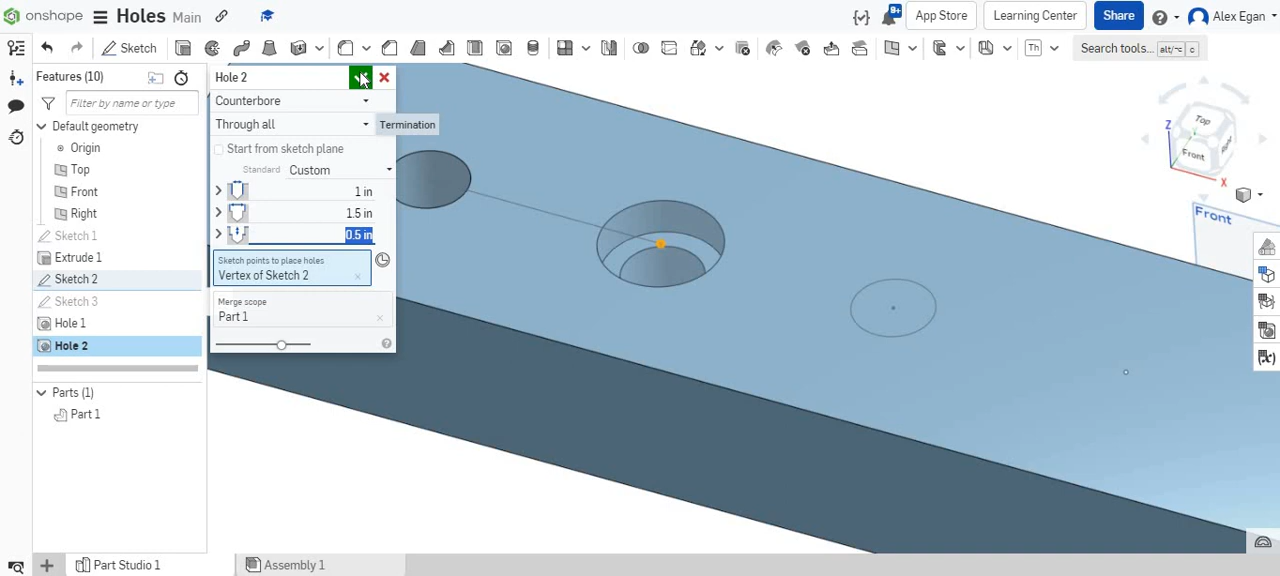 onshape Holes Main 9+ App Store Learning Center Share Alex Egan
Sketch Th Search tools... alt/⌥ c
Features (10)
Filter by name or type
Default geometry
Origin
Top
Front
Right
Sketch 1
Extrude 1
Sketch 2
Sketch 3
Hole 1
Hole 2
Parts (1)
Part 1
Hole 2
Counterbore
Through all
Termination
Start from sketch plane
Standard Custom
1 in
1.5 in
0.5 in
Sketch points to place holes
Vertex of Sketch 2
Merge scope
Part 1
Top
Front
Right
Z
Y
X
Front
(x)
Part Studio 1 Assembly 1